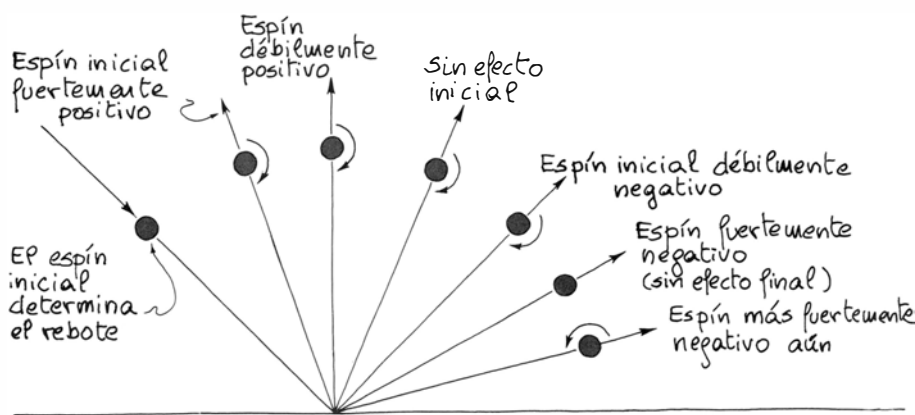 Espín inicial
fuertemente
positivo
Espín
débilmente
positivo
Sin efecto
inicial
Espín inicial débilmente
negativo
Espín fuertemente
negativo
(sin efecto final)
Espín más fuertemente
negativo aún
El espín
inicial
determina
el rebote